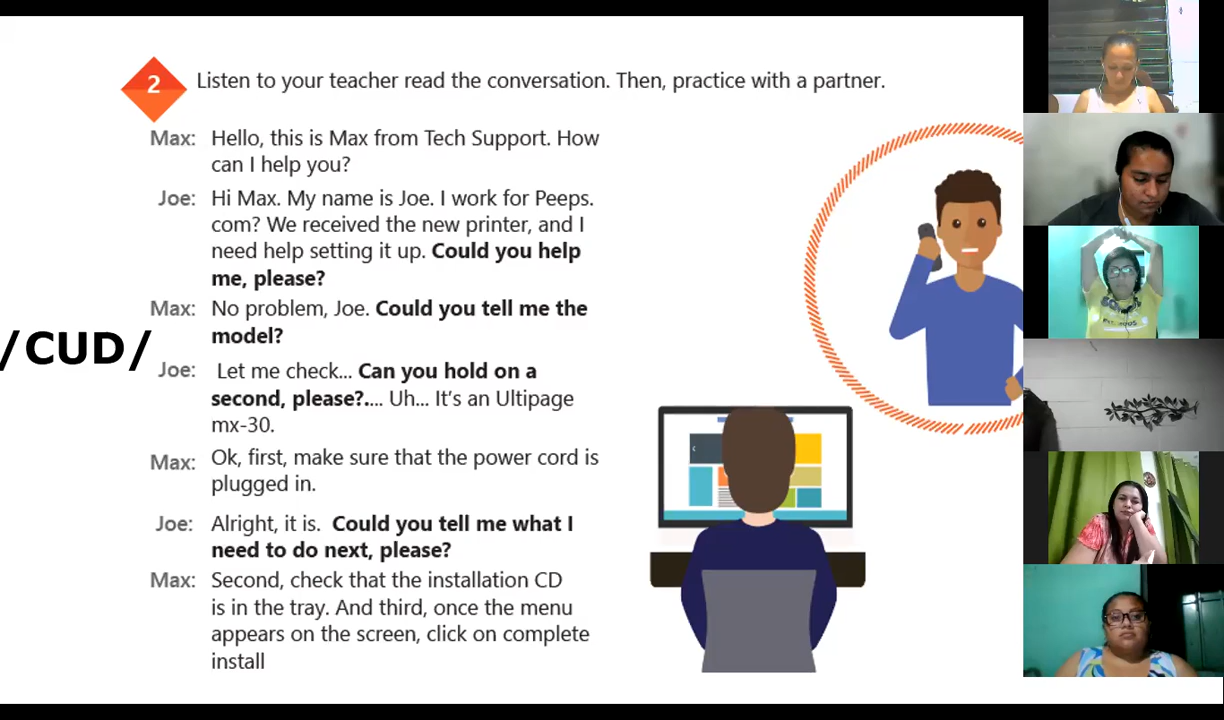 2
Listen to your teacher read the conversation. Then, practice with a partner.
Max: Hello, this is Max from Tech Support. How
can I help you?
Joe: Hi Max. My name is Joe. I work for Peeps.
com? We received the new printer, and I
need help setting it up. Could you help
me, please?
Max: No problem, Joe. Could you tell me the
model?
/CUD/
Joe: Let me check... Can you hold on a
second, please?.... Uh... It's an Ultipage
mx-30.
Max: Ok, first, make sure that the power cord is
plugged in.
Joe: Alright, it is. Could you tell me what I
need to do next, please?
Max: Second, check that the installation CD
is in the tray. And third, once the menu
appears on the screen, click on complete
install